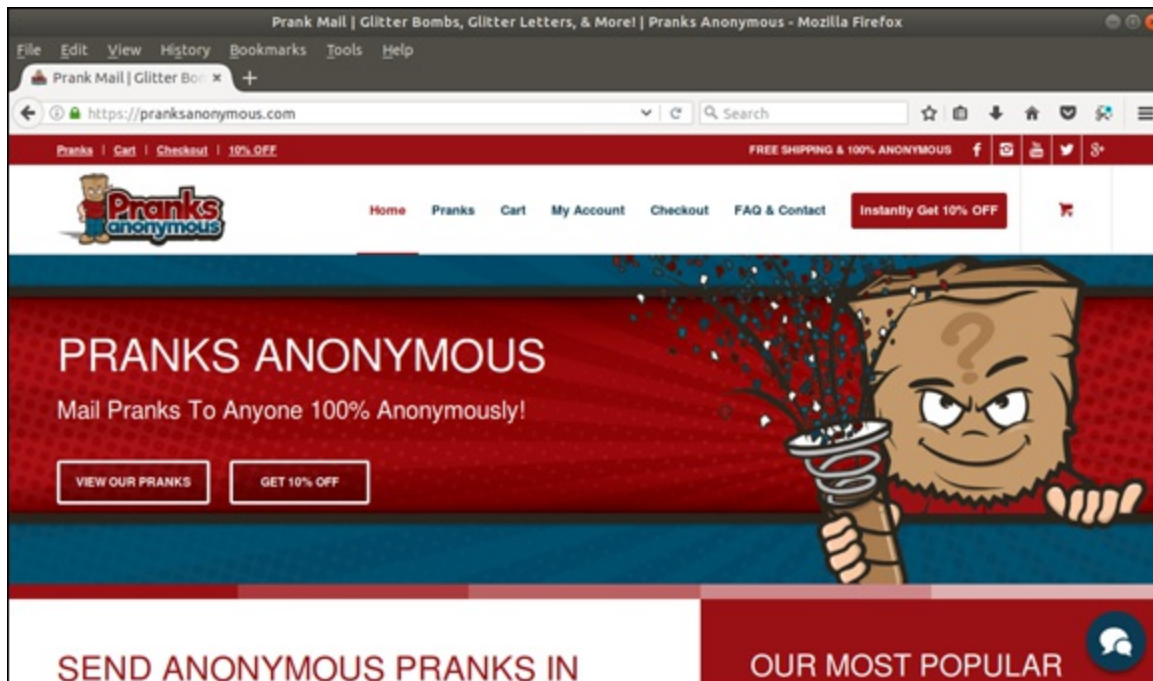 Prank Mail | Glitter Bombs, Glitter Letters, & More! | Pranks Anonymous - Mozilla Firefox
File Edit View History Bookmarks Tools Help
Prank Mail | Glitter Bon × +
https://pranksanonymous.com Search
Pranks | Cart | Checkout | 10% OFF FREE SHIPPING & 100% ANONYMOUS
Pranks
anonymous
Home Pranks Cart My Account Checkout FAQ & Contact Instantly Get 10% OFF
PRANKS ANONYMOUS
Mail Pranks To Anyone 100% Anonymously!
VIEW OUR PRANKS GET 10% OFF
?
SEND ANONYMOUS PRANKS IN
OUR MOST POPULAR